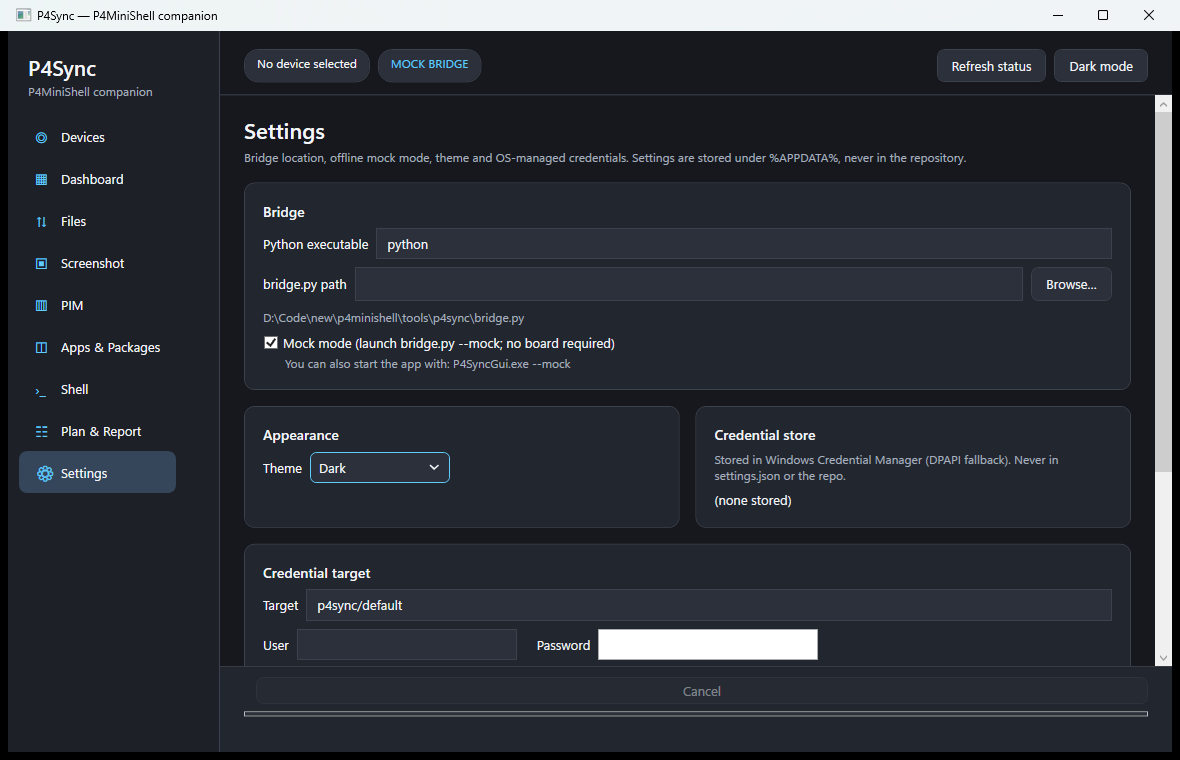 P4Sync — P4MiniShell companion
P4Sync
P4MiniShell companion
Devices
Dashboard
Files
Screenshot
PIM
Apps & Packages
Shell
Plan & Report
Settings
No device selected
MOCK BRIDGE
Refresh status
Dark mode
Settings
Bridge location, offline mock mode, theme and OS-managed credentials. Settings are stored under %APPDATA%, never in the repository.
Bridge
Python executable
python
bridge.py path
Browse...
D:\Code\new\p4minishell\tools\p4sync\bridge.py
Mock mode (launch bridge.py --mock; no board required)
You can also start the app with: P4SyncGui.exe --mock
Appearance
Theme
Dark
Credential store
Stored in Windows Credential Manager (DPAPI fallback). Never in
settings.json or the repo.
(none stored)
Credential target
Target
p4sync/default
User
Password
Cancel